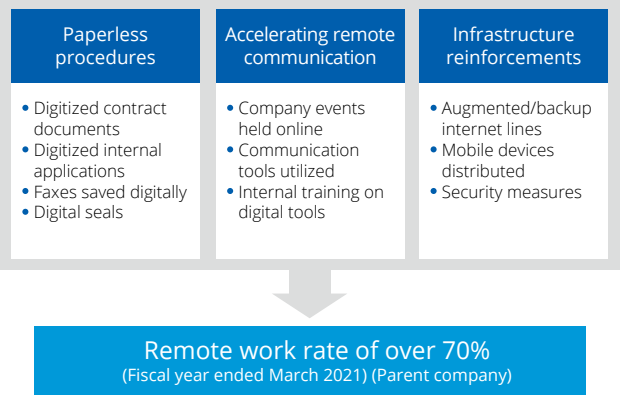 Paperless
procedures
• Digitized contract
documents
• Digitized internal
applications
• Faxes saved digitally
• Digital seals
Accelerating remote
communication
• Company events
held online
• Communication
tools utilized
• Internal training on
digital tools
Infrastructure
reinforcements
• Augmented/backup
internet lines
• Mobile devices
distributed
• Security measures
Remote work rate of over 70%
(Fiscal year ended March 2021) (Parent company)